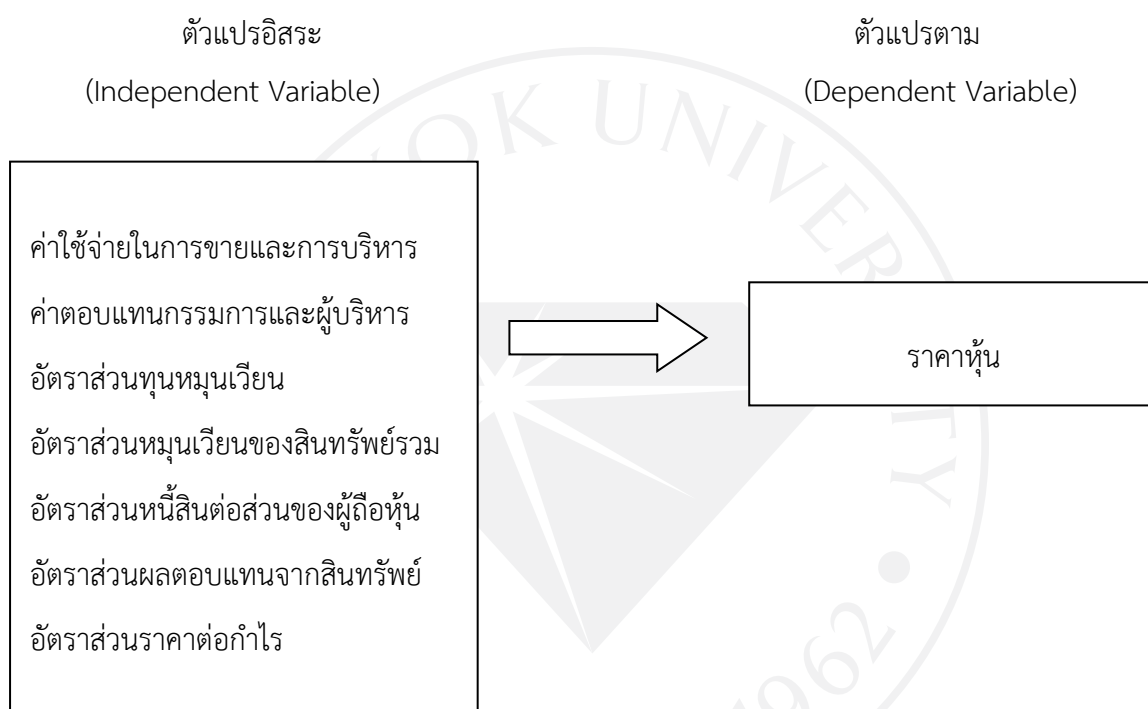 ตัวแปรอิสระ
(Independent Variable)
ค่าใช้จ่ายในการขายและการบริหาร
ค่าตอบแทนกรรมการและผู้บริหาร
อัตราส่วนทุนหมุนเวียน
อัตราส่วนหมุนเวียนของสินทรัพย์รวม
อัตราส่วนหนี้สินต่อส่วนของผู้ถือหุ้น
อัตราส่วนผลตอบแทนจากสินทรัพย์
อัตราส่วนราคาต่อกำไร
ตัวแปรตาม
(Dependent Variable)
ราคาหุ้น
OK UNIVERSITY
1962